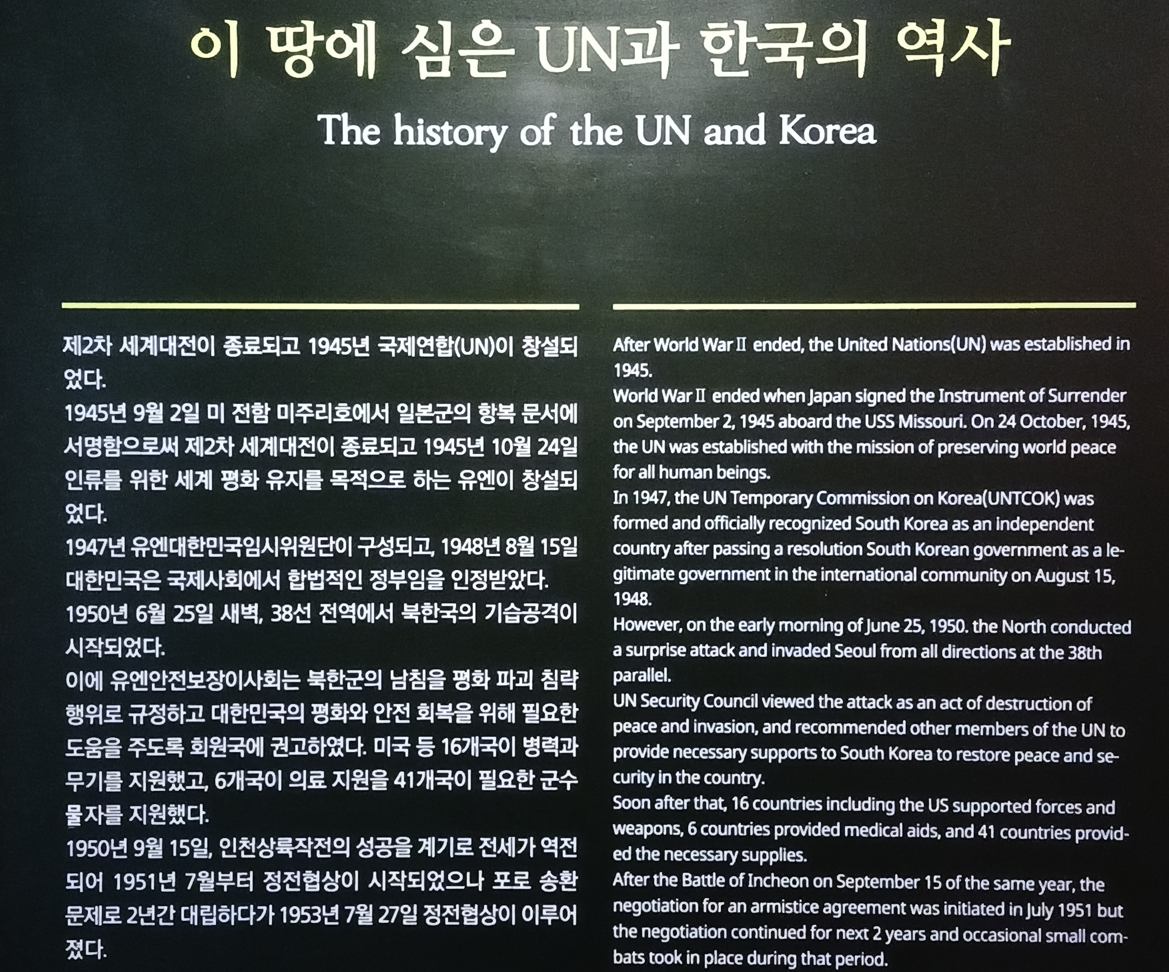 이 땅에 심은 UN과 한국의 역사
The history of the UN and Korea
제2차 세계대전이 종료되고 1945년 국제연합(UN)이 창설되
었다.
1945년 9월 2일 미 전함 미주리호에서 일본군의 항복 문서에
서명함으로써 제2차 세계대전이 종료되고 1945년 10월 24일
인류를 위한 세계 평화 유지를 목적으로 하는 유엔이 창설되
었다.
1947년 유엔대한민국임시위원단이 구성되고, 1948년 8월 15일
대한민국은 국제사회에서 합법적인 정부임을 인정받았다.
1950년 6월 25일 새벽, 38선 전역에서 북한국의 기습공격이
시작되었다.
이에 유엔안전보장이사회는 북한군의 남침을 평화 파괴 침략
행위로 규정하고 대한민국의 평화와 안전 회복을 위해 필요한
도움을 주도록 회원국에 권고하였다. 미국 등 16개국이 병력과
무기를 지원했고, 6개국이 의료 지원을 41개국이 필요한 군수
물자를 지원했다.
1950년 9월 15일, 인천상륙작전의 성공을 계기로 전세가 역전
되어 1951년 7월부터 정전협상이 시작되었으나 포로 송환
문제로 2년간 대립하다가 1953년 7월 27일 정전협상이 이루어
졌다.
After World War Ⅱ ended, the United Nations(UN) was established in
1945.
World War Ⅱ ended when Japan signed the Instrument of Surrender
on September 2, 1945 aboard the USS Missouri. On 24 October, 1945,
the UN was established with the mission of preserving world peace
for all human beings.
In 1947, the UN Temporary Commission on Korea(UNTCOK) was
formed and officially recognized South Korea as an independent
country after passing a resolution South Korean government as a le-
gitimate government in the international community on August 15,
1948.
However, on the early morning of June 25, 1950. the North conducted
a surprise attack and invaded Seoul from all directions at the 38th
parallel.
UN Security Council viewed the attack as an act of destruction of
peace and invasion, and recommended other members of the UN to
provide necessary supports to South Korea to restore peace and se-
curity in the country.
Soon after that, 16 countries including the US supported forces and
weapons, 6 countries provided medical aids, and 41 countries provid-
ed the necessary supplies.
After the Battle of Incheon on September 15 of the same year, the
negotiation for an armistice agreement was initiated in July 1951 but
the negotiation continued for next 2 years and occasional small com-
bats took in place during that period.